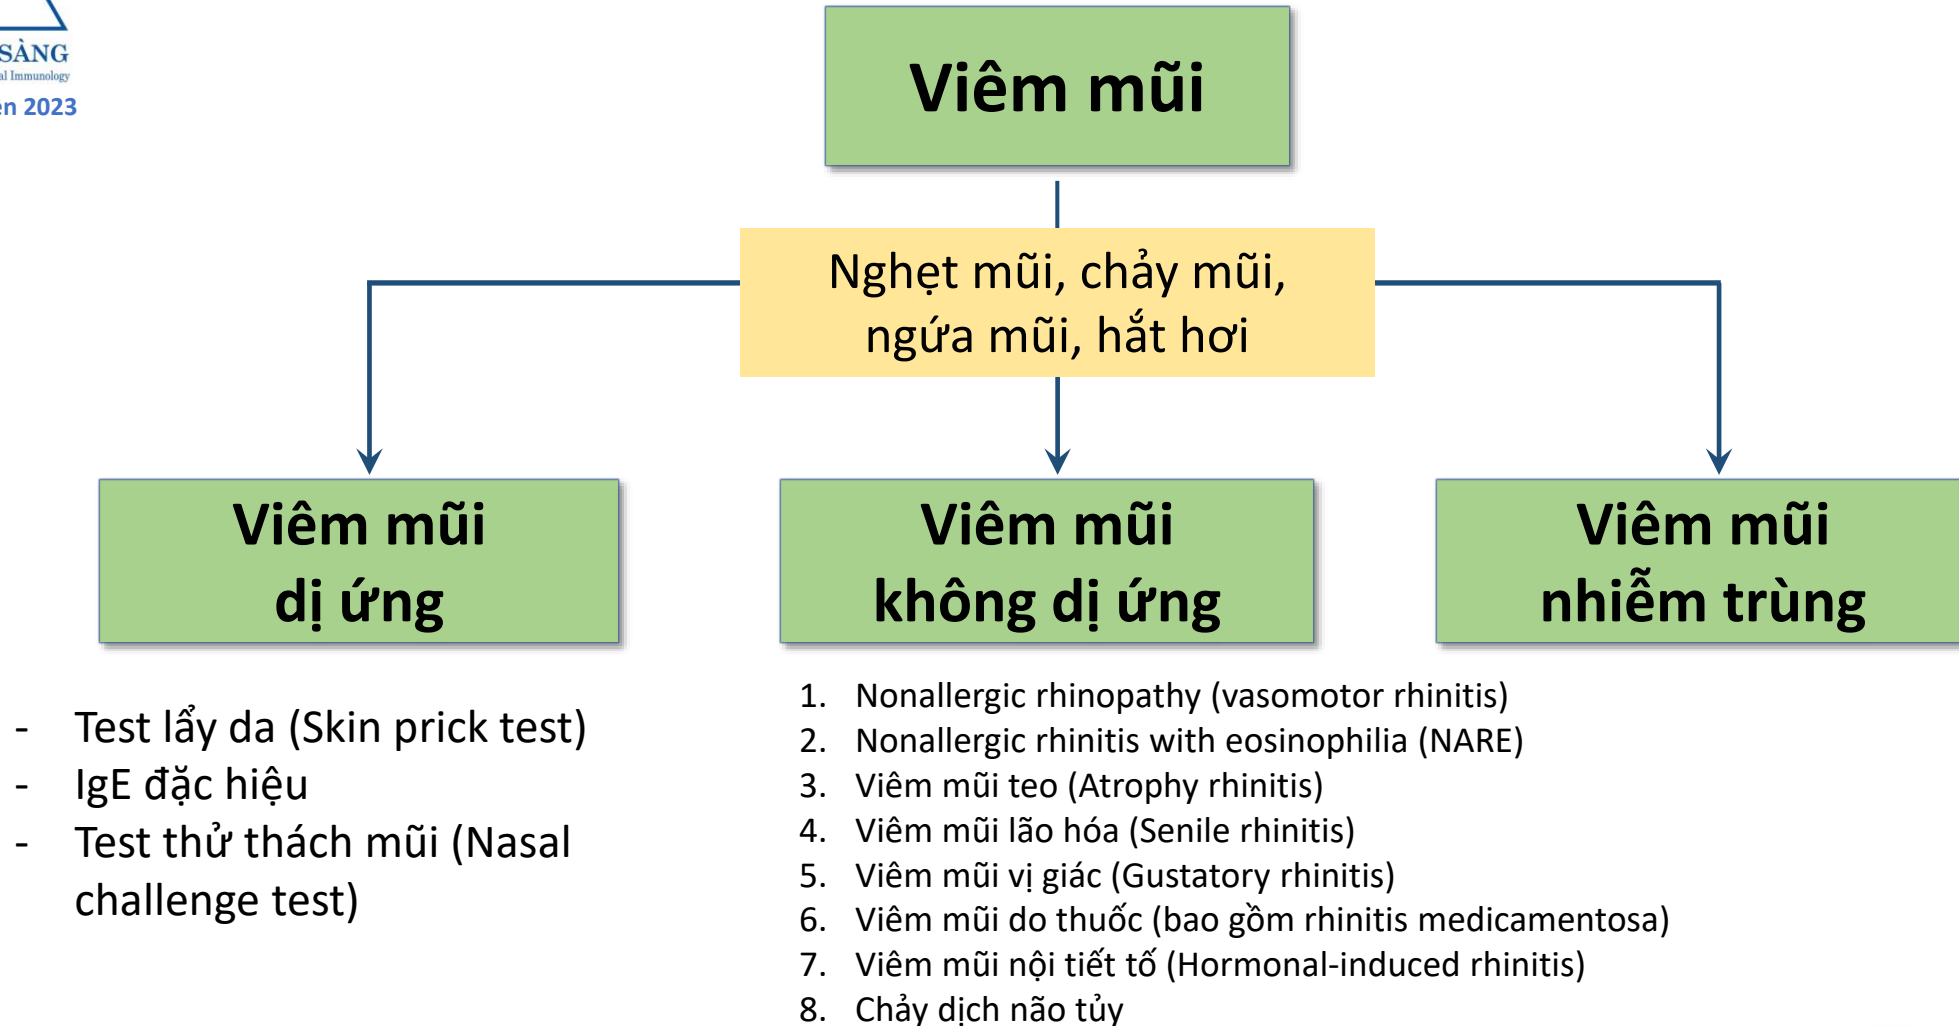 SÀNG
al Immunology
ên 2023
Viêm mũi
Nghẹt mũi, chảy mũi,
ngứa mũi, hắt hơi
Viêm mũi
dị ứng
Viêm mũi
không dị ứng
Viêm mũi
nhiễm trùng
- Test lẩy da (Skin prick test)
- IgE đặc hiệu
- Test thử thách mũi (Nasal
challenge test)
1. Nonallergic rhinopathy (vasomotor rhinitis)
2. Nonallergic rhinitis with eosinophilia (NARE)
3. Viêm mũi teo (Atrophy rhinitis)
4. Viêm mũi lão hóa (Senile rhinitis)
5. Viêm mũi vị giác (Gustatory rhinitis)
6. Viêm mũi do thuốc (bao gồm rhinitis medicamentosa)
7. Viêm mũi nội tiết tố (Hormonal-induced rhinitis)
8. Chảy dịch não tủy